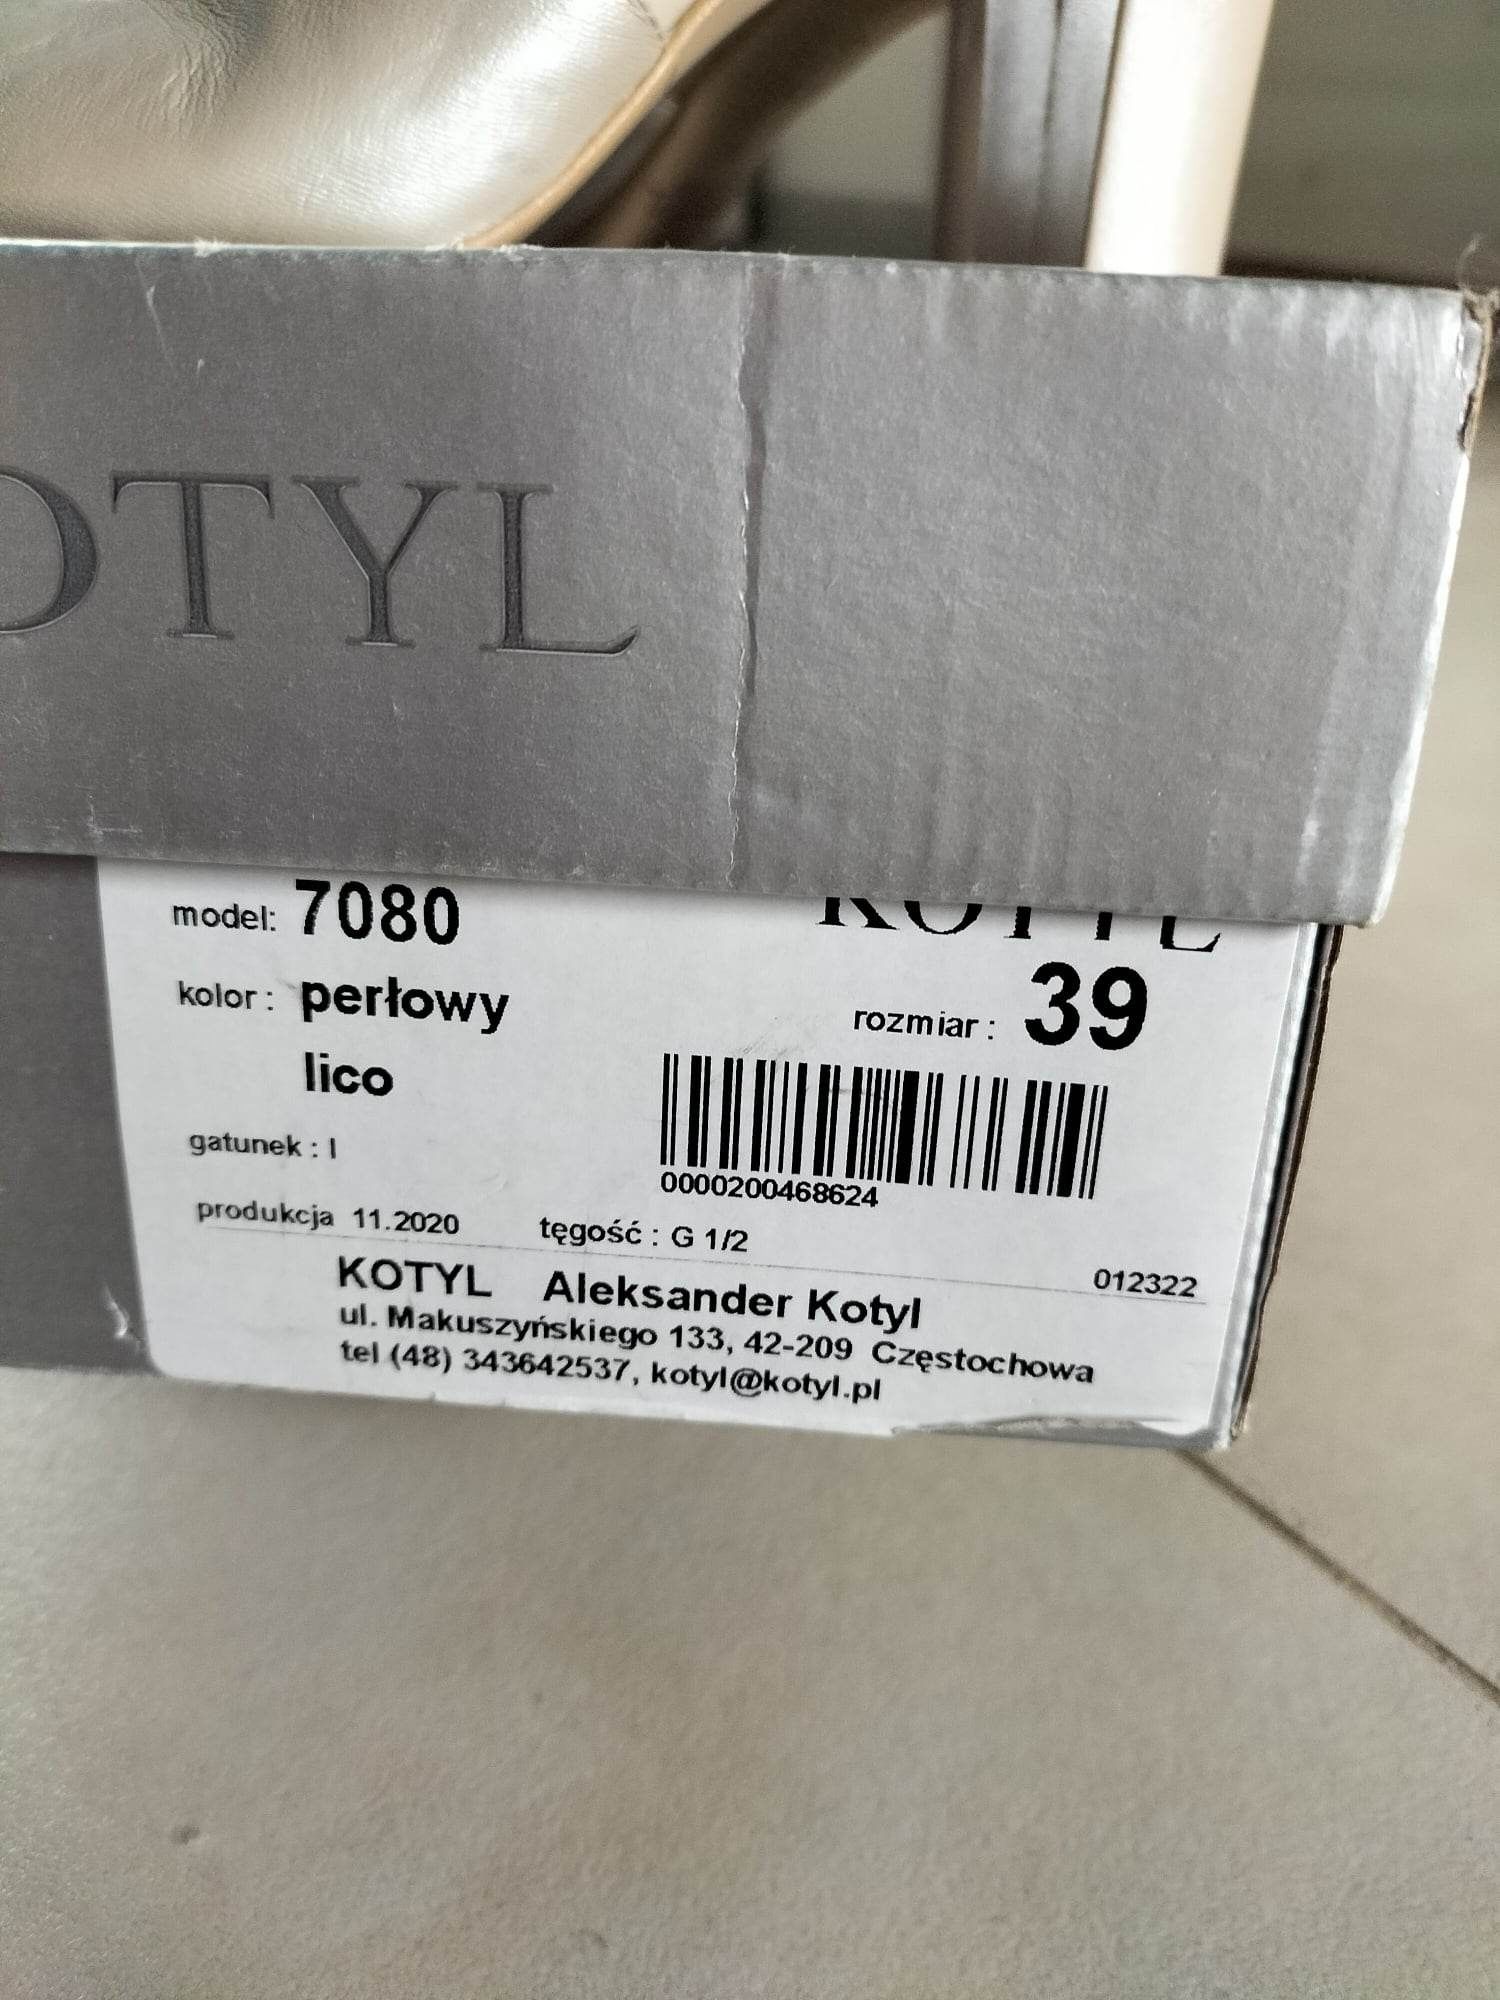 OTYL
model: 7080
KOTYL
kolor : perłowy
lico
rozmiar : 39
gatunek : I
0000200468624
produkcja 11.2020 tęgość : G 1/2
012322
KOTYL Aleksander Kotyl
ul. Makuszyńskiego 133, 42-209 Częstochowa
tel (48) 343642537, kotyl@kotyl.pl